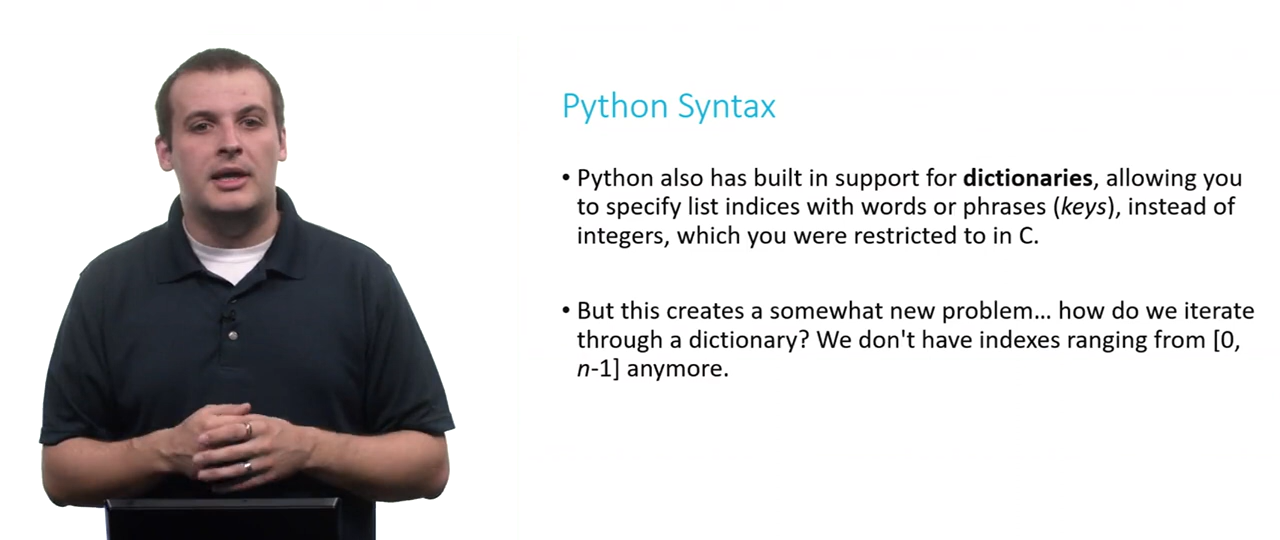 Python Syntax
• Python also has built in support for dictionaries, allowing you
to specify list indices with words or phrases (keys), instead of
integers, which you were restricted to in C.
• But this creates a somewhat new problem... how do we iterate
through a dictionary? We don't have indexes ranging from [0,
n-1] anymore.